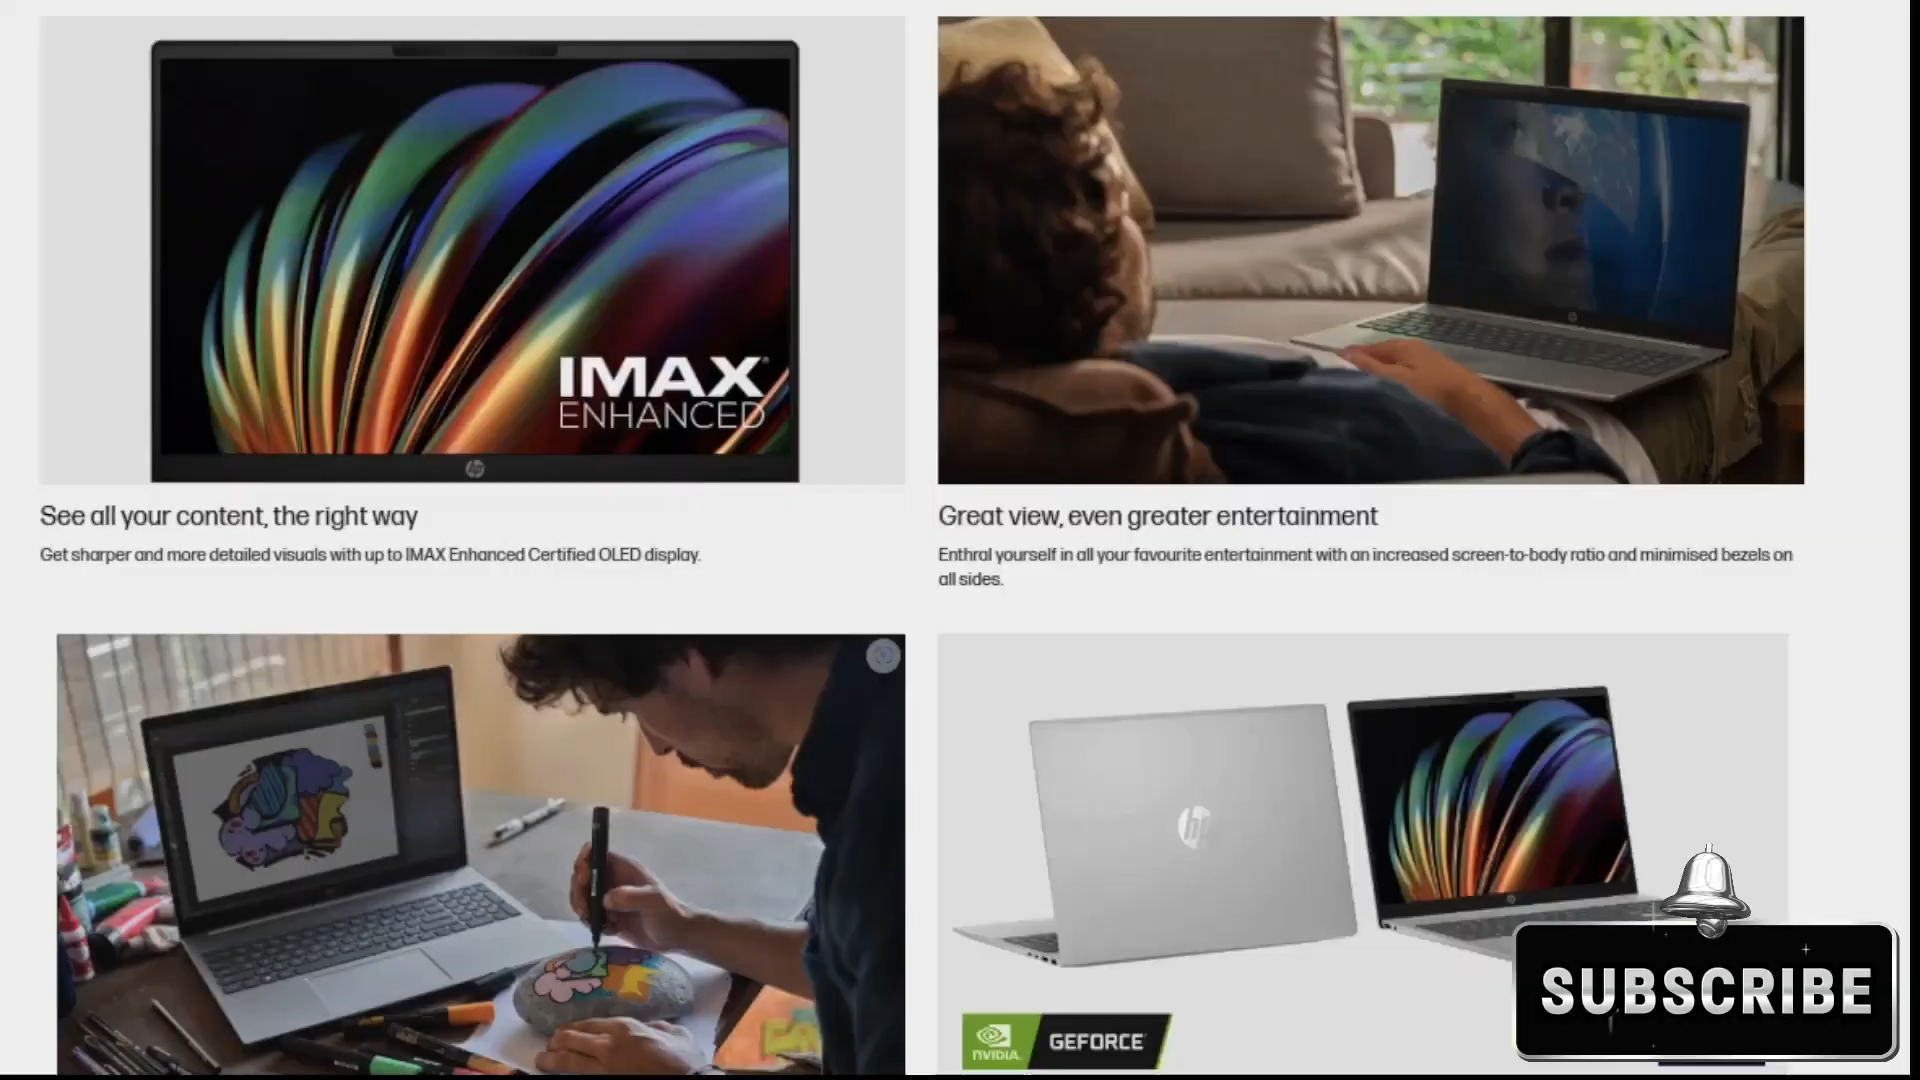 IMAX
ENHANCED
hp
See all your content, the right way
Get sharper and more detailed visuals with up to IMAX Enhanced Certified OLED display.
Great view, even greater entertainment
Enthral yourself in all your favourite entertainment with an increased screen-to-body ratio and minimised bezels on
all sides.
hp
NVIDIA.
GEFORCE
SUBSCRIBE